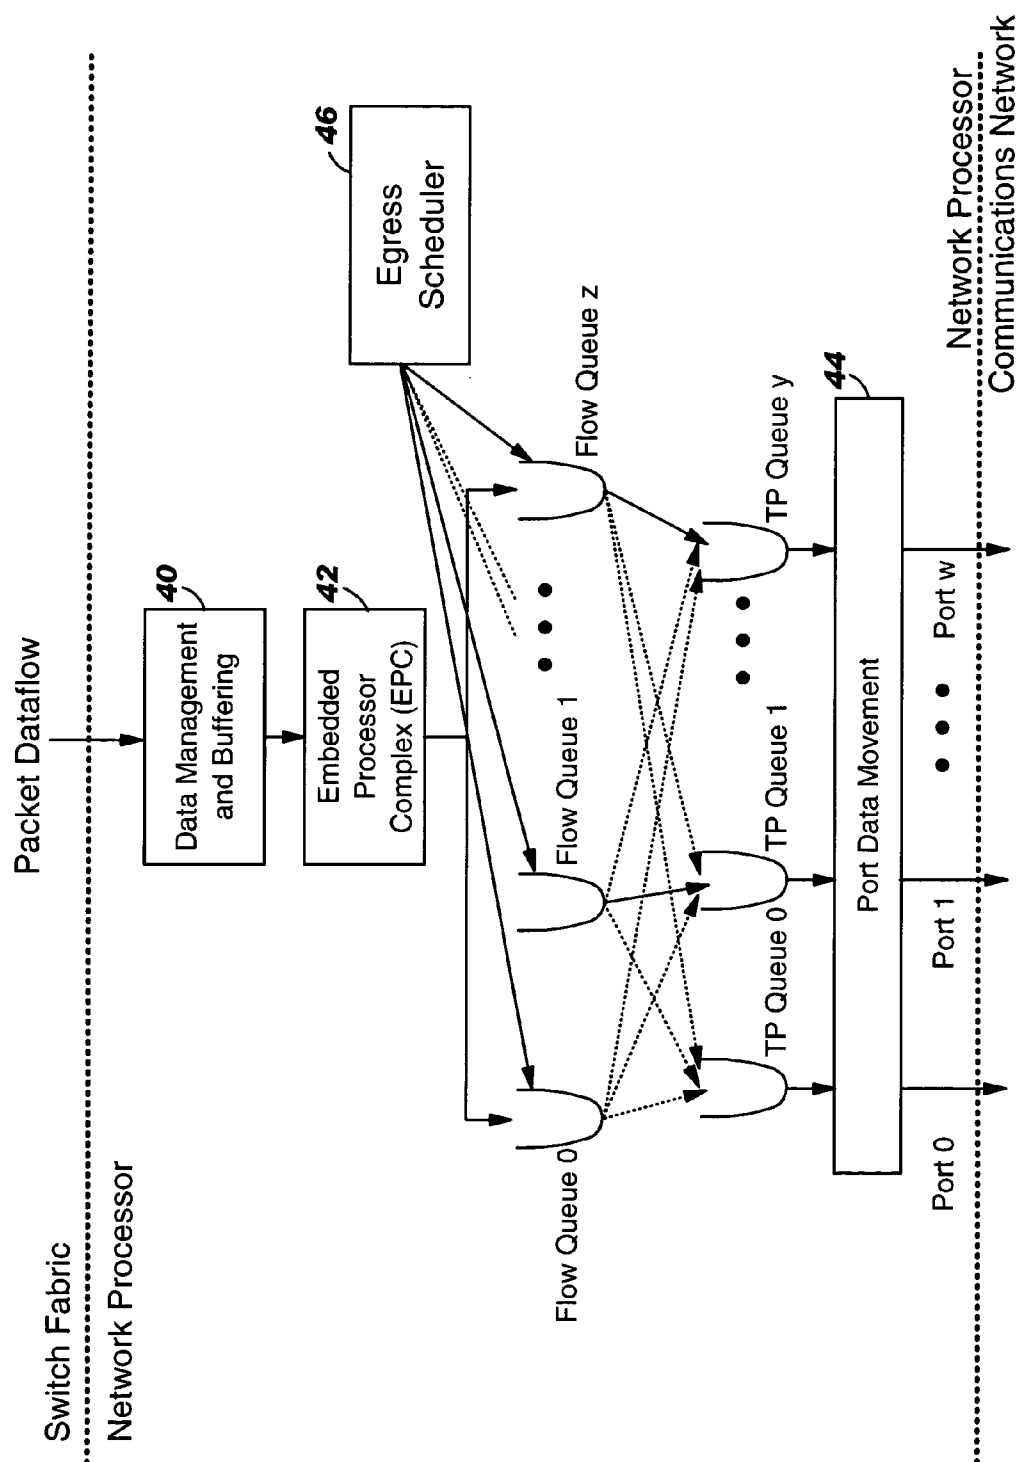 Packet Dataflow
Switch Fabric
Network Processor
40
Data Management
and Buffering
42
Embedded
Processor
Complex (EPC)
46
Egress
Scheduler
Flow Queue 0
Flow Queue 1
Flow Queue z
TP Queue 0
TP Queue 1
TP Queue y
44
Port Data Movement
Port 0
Port 1
Port w
Network Processor
Communications Network